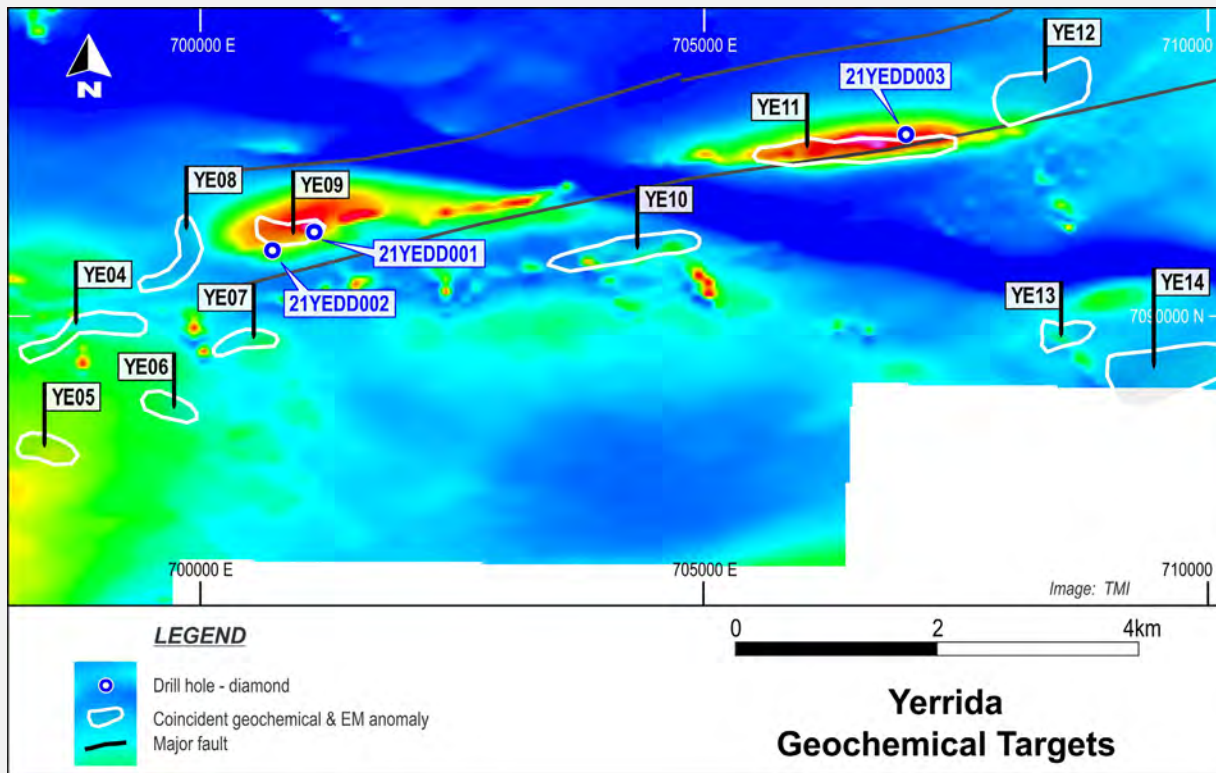 700000 E
705000 E
710000
YE12
N
21YEDD003
YE11
YE08
YE09
YE10
21YEDD001
YE04
21YEDD002
YE13
YE14
YE07
7090000 N
YE06
YE05
700000 E
705000 E
710000
Image: TMI
LEGEND
0 2 4km
Drill hole - diamond
Coincident geochemical & EM anomaly
Major fault
Yerrida
Geochemical Targets